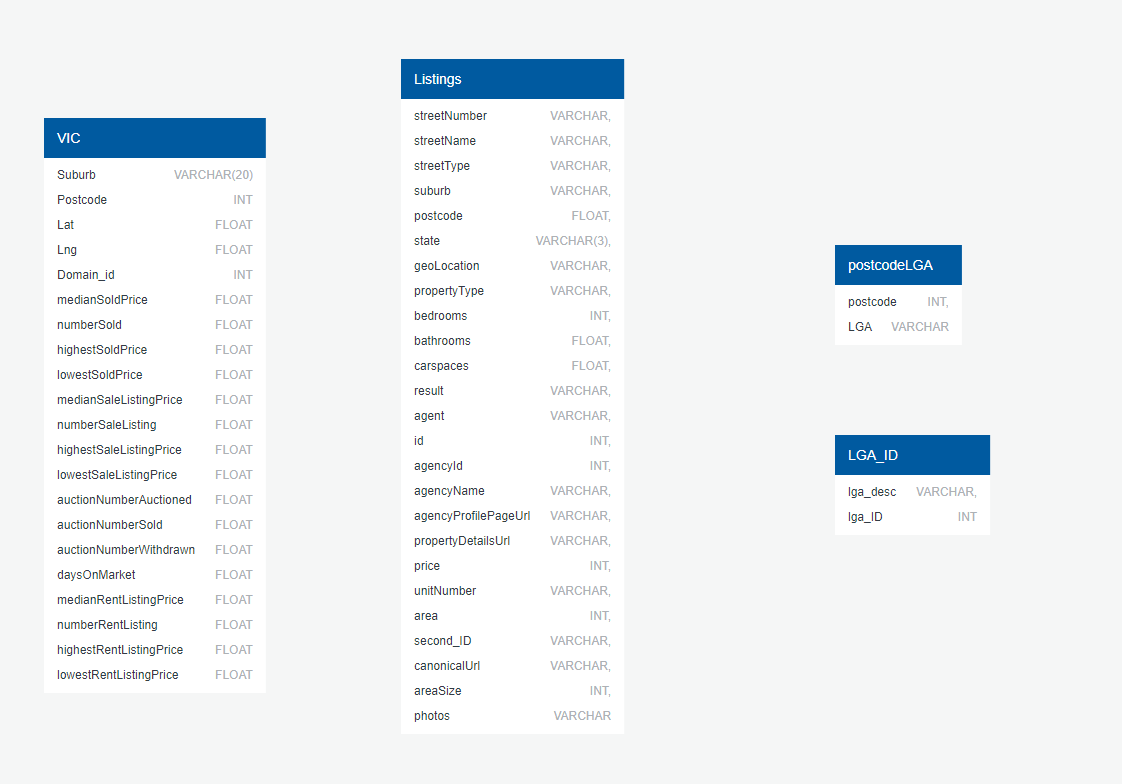 VIC
Suburb VARCHAR(20)
Postcode INT
Lat FLOAT
Lng FLOAT
Domain_id INT
medianSoldPrice FLOAT
numberSold FLOAT
highestSoldPrice FLOAT
lowestSoldPrice FLOAT
medianSaleListingPrice FLOAT
numberSaleListing FLOAT
highestSaleListingPrice FLOAT
lowestSaleListingPrice FLOAT
auctionNumberAuctioned FLOAT
auctionNumberSold FLOAT
auctionNumberWithdrawn FLOAT
daysOnMarket FLOAT
medianRentListingPrice FLOAT
numberRentListing FLOAT
highestRentListingPrice FLOAT
lowestRentListingPrice FLOAT
Listings
streetNumber VARCHAR,
streetName VARCHAR,
streetType VARCHAR,
suburb VARCHAR,
postcode FLOAT,
state VARCHAR(3),
geoLocation VARCHAR,
propertyType VARCHAR,
bedrooms INT,
bathrooms FLOAT,
carspaces FLOAT,
result VARCHAR,
agent VARCHAR,
id INT,
agencyId INT,
agencyName VARCHAR,
agencyProfilePageUrl VARCHAR,
propertyDetailsUrl VARCHAR,
price INT,
unitNumber VARCHAR,
area INT,
second_ID VARCHAR,
canonicalUrl VARCHAR,
areaSize INT,
photos VARCHAR
postcodeLGA
postcode INT,
LGA VARCHAR
LGA_ID
lga_desc VARCHAR,
lga_ID INT